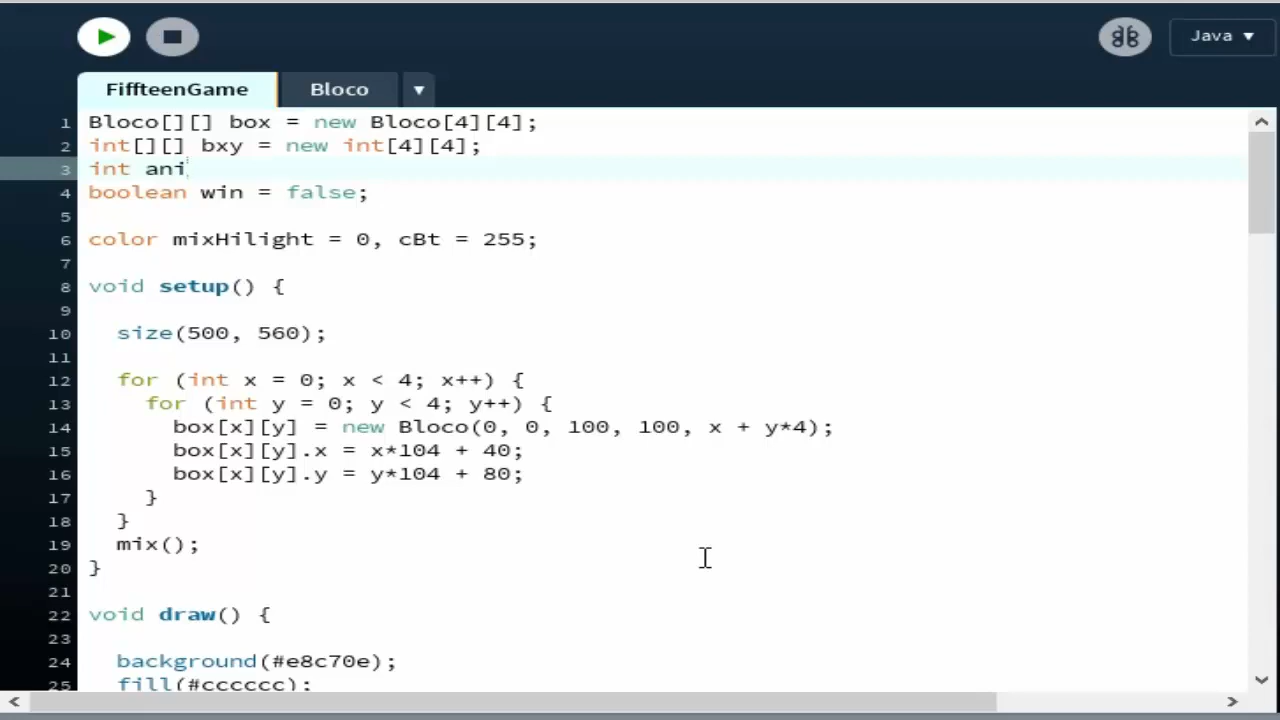 Java
FiffteenGame Bloco
1 Bloco[][] box = new Bloco[4][4];
2 int[][] bxy = new int[4][4];
3 int ani
4 boolean win = false;
5
6 color mixHilight = 0, cBt = 255;
7
8 void setup() {
9
10 size(500, 560);
11
12 for (int x = 0; x < 4; x++) {
13 for (int y = 0; y < 4; y++) {
14 box[x][y] = new Bloco(0, 0, 100, 100, x + y*4);
15 box[x][y].x = x*104 + 40;
16 box[x][y].y = y*104 + 80;
17 }
18 }
19 mix();
20 }
21
22 void draw() {
23
24 background(#e8c70e);
25 fill(#cccccc);